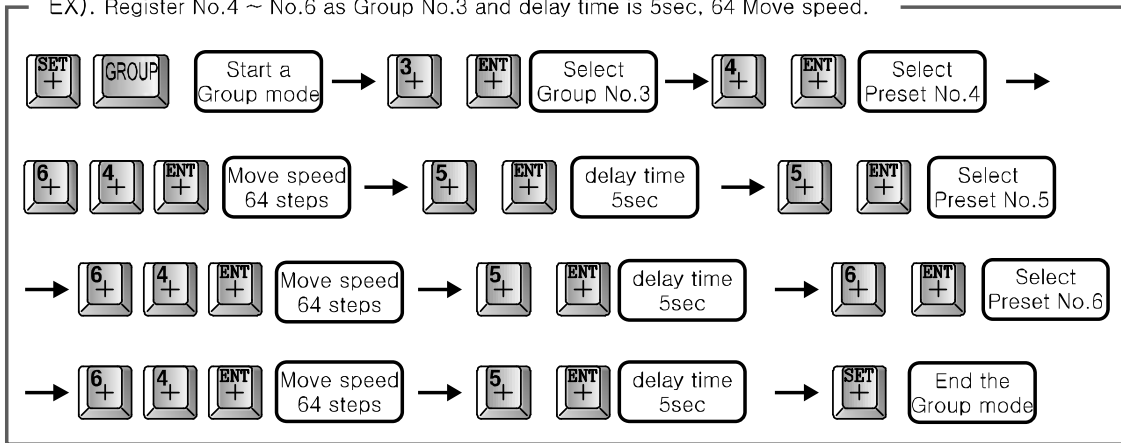 EX). Register No.4 ~ No.6 as Group No.3 and delay time is 5sec, 64 Move speed.
SET + GROUP Start a Group mode → 3 + ENT + Select Group No.3 → 4 + ENT + Select Preset No.4 →
6 + 4 + ENT + Move speed 64 steps → 5 + ENT + delay time 5sec → 5 + ENT + Select Preset No.5
→ 6 + 4 + ENT + Move speed 64 steps → 5 + ENT + delay time 5sec → 6 + ENT + Select Preset No.6
→ 6 + 4 + ENT + Move speed 64 steps → 5 + ENT + delay time 5sec → SET + End the Group mode